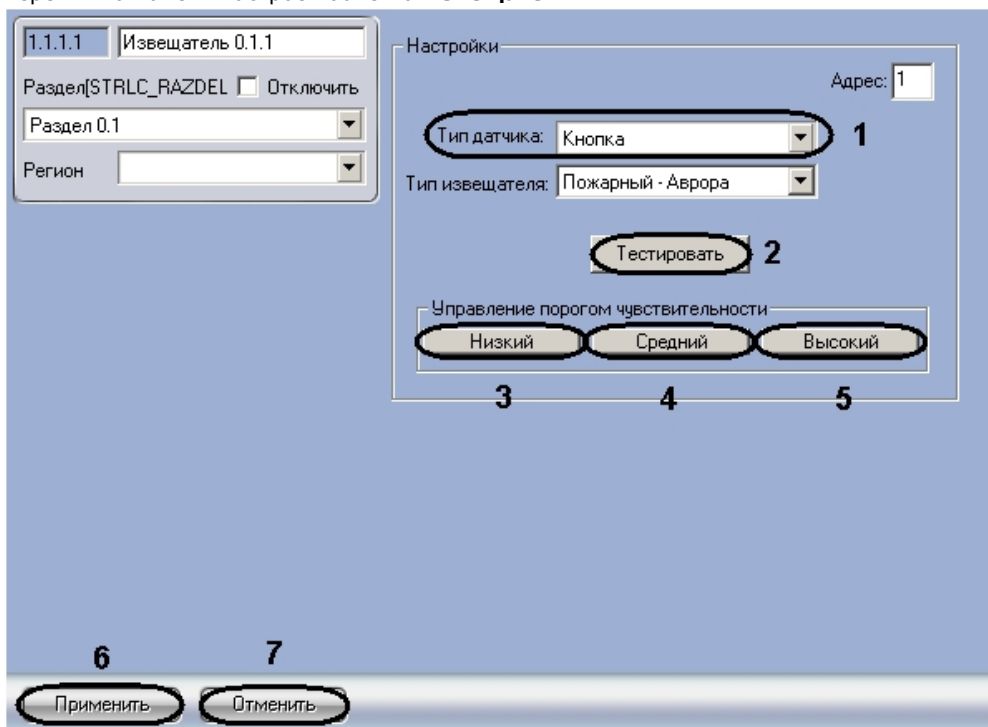 1.1.1.1 Извещатель 0.1.1
Раздел[STRLC_RAZDEL Отключить
Раздел 0.1
Регион
Настройки
Адрес: 1
Тип датчика: Кнопка 1
Тип извещателя: Пожарный - Аврора
Тестировать 2
Управление порогом чувствительности
Низкий Средний Высокий
3 4 5
6 7
Применить Отменить